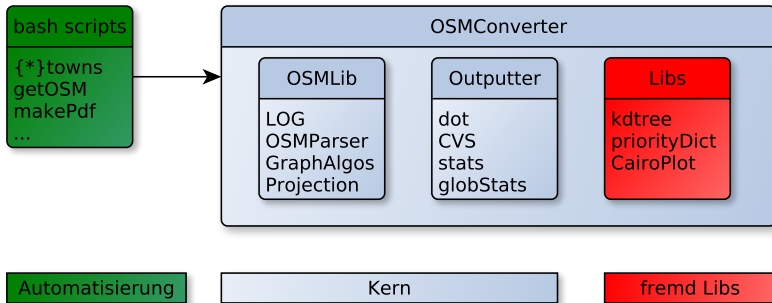 bash scripts
{*}towns
getOSM
makePdf
...
OSMConverter
OSMLib
LOG
OSMParser
GraphAlgos
Projection
Outputter
dot
CVS
stats
globStats
Libs
kdtree
priorityDict
CairoPlot
Automatisierung
Kern
fremd Libs